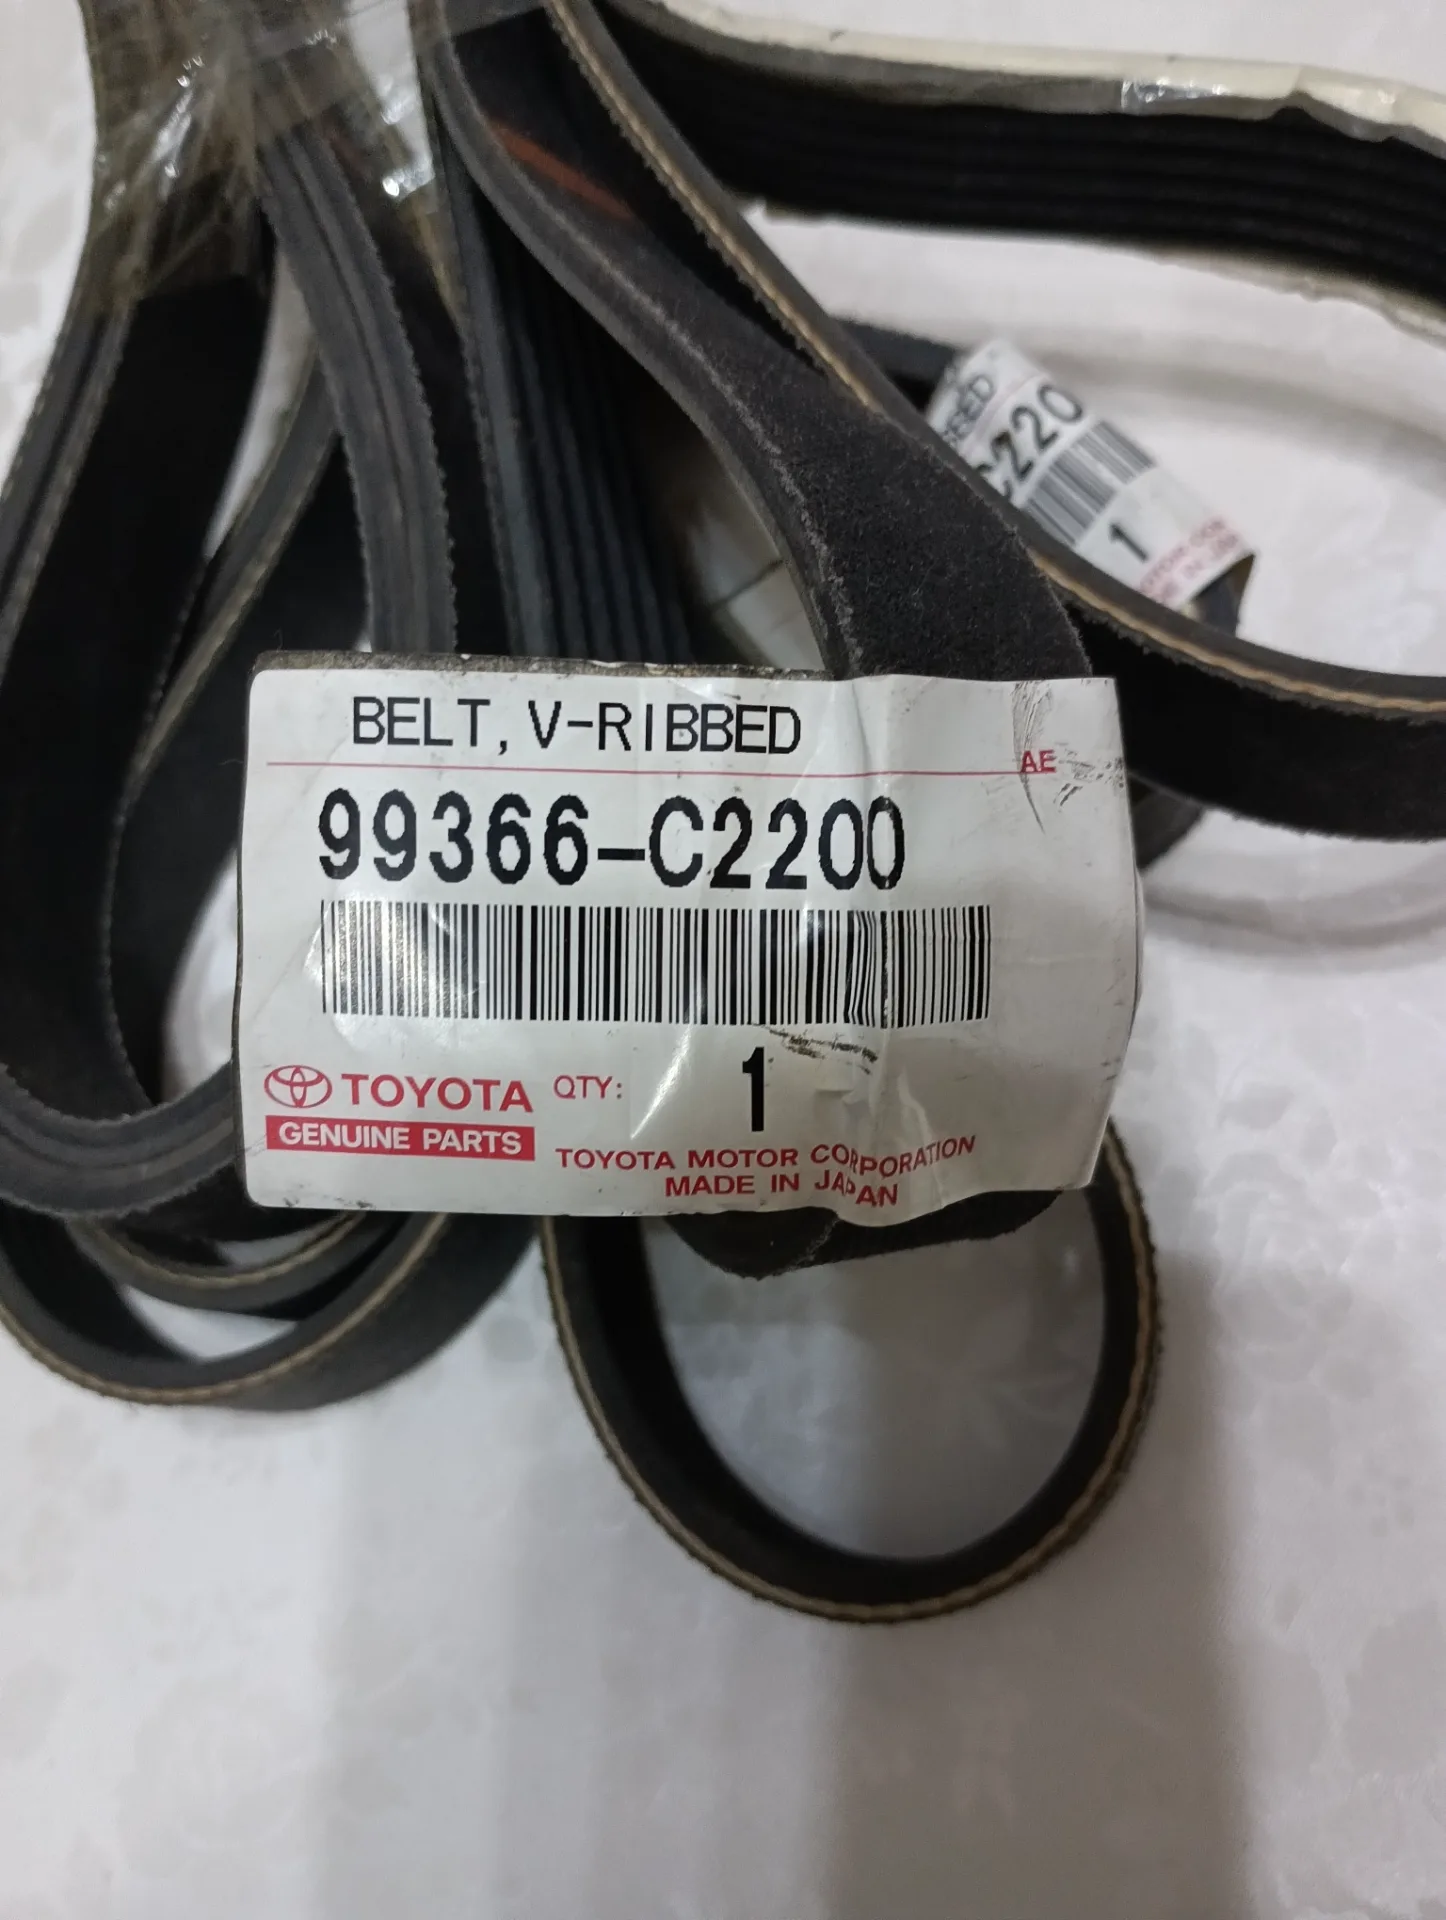 BELT, V-RIBBED
AE
99366-C2200
1
TOYOTA QTY:
GENUINE PARTS
TOYOTA MOTOR CORPORATION
MADE IN JAPAN
C220
1